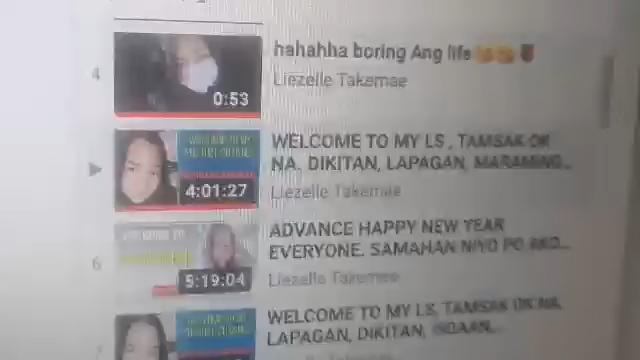 4
hahahha boring Ang life
0:53
Liezelle Takemae
WELCOME TO MY LS , TAMSAK OK
NA, DIKITAN, LAPAGAN, MARAMING...
4:01:27
Liezelle Takemae
ADVANCE HAPPY NEW YEAR
EVERYONE. SAMAHAN NIYO PO AKO...
6
5:19:04
Liezelle Takemae
WELCOME TO MY LS, TAMSAK OK NA,
LAPAGAN, DIKITAN,